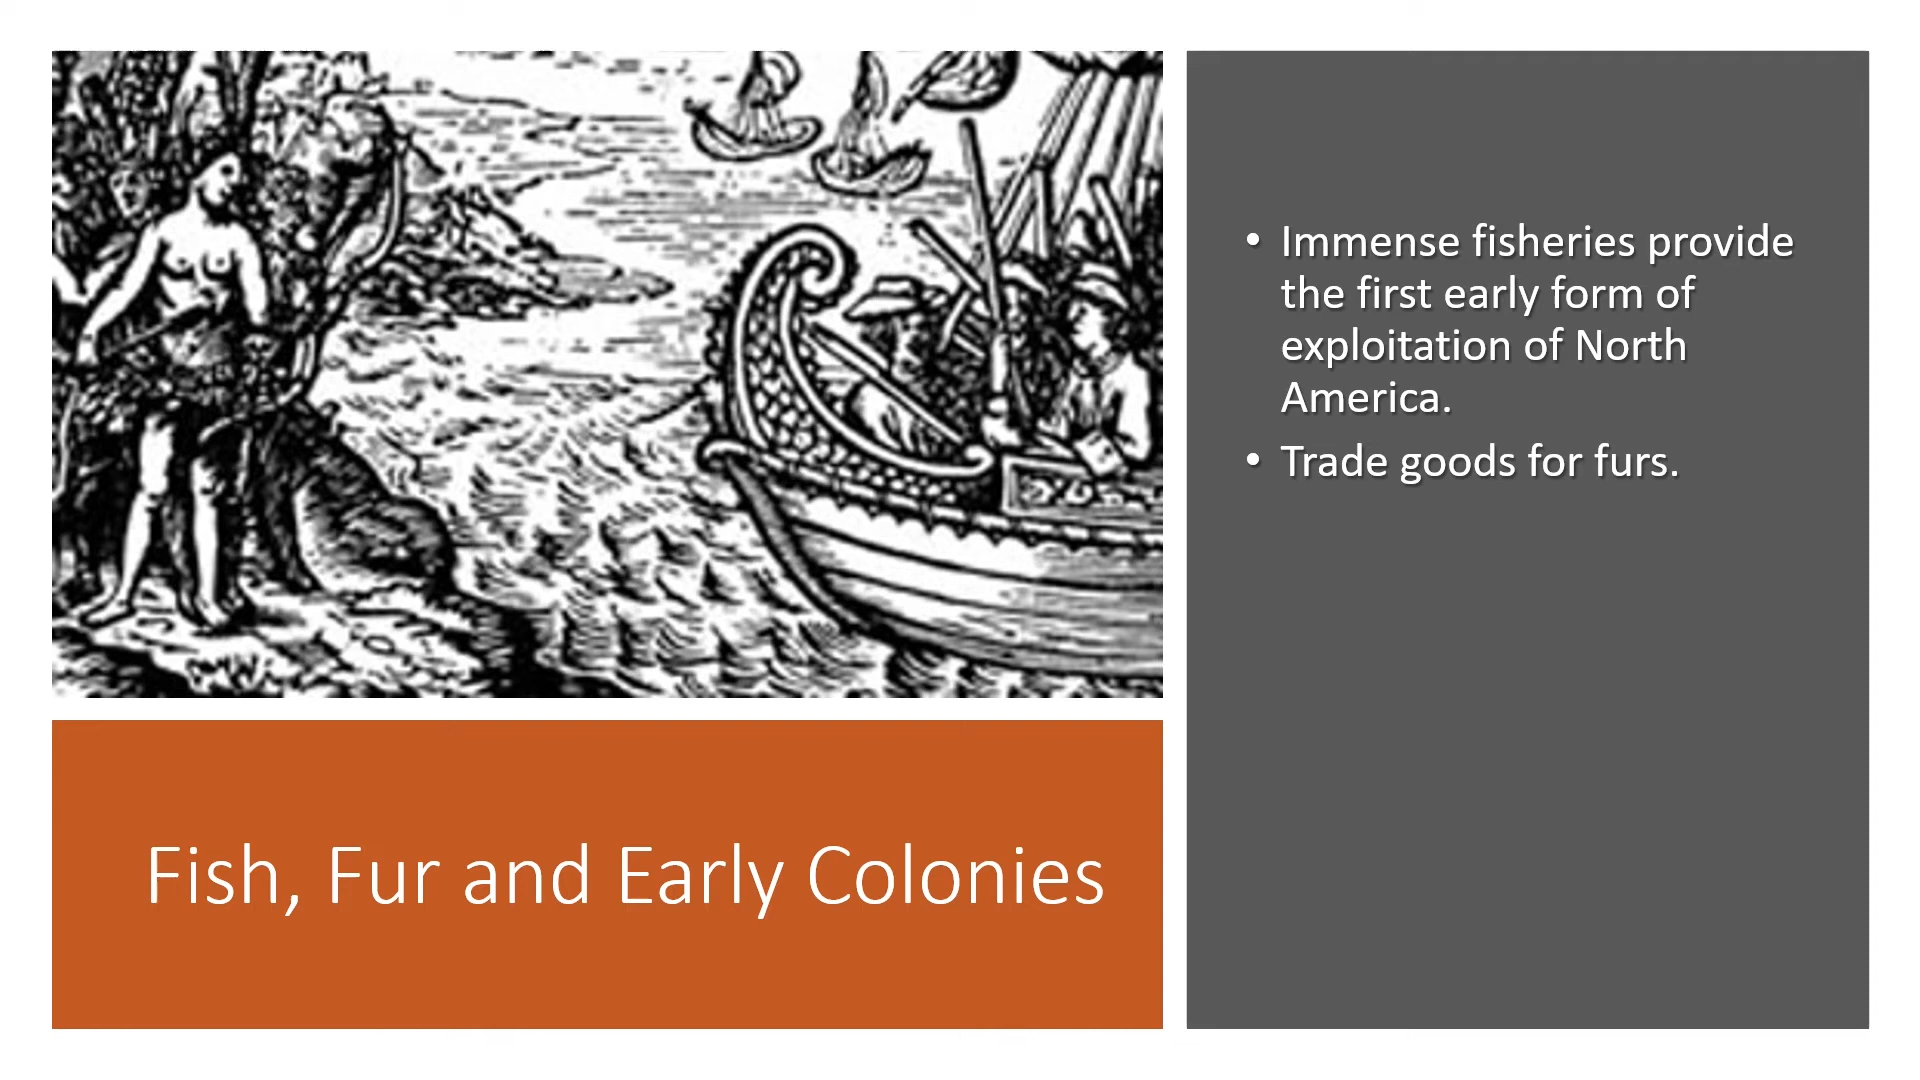 Fish, Fur and Early Colonies
• Immense fisheries provide
the first early form of
exploitation of North
America.
• Trade goods for furs.